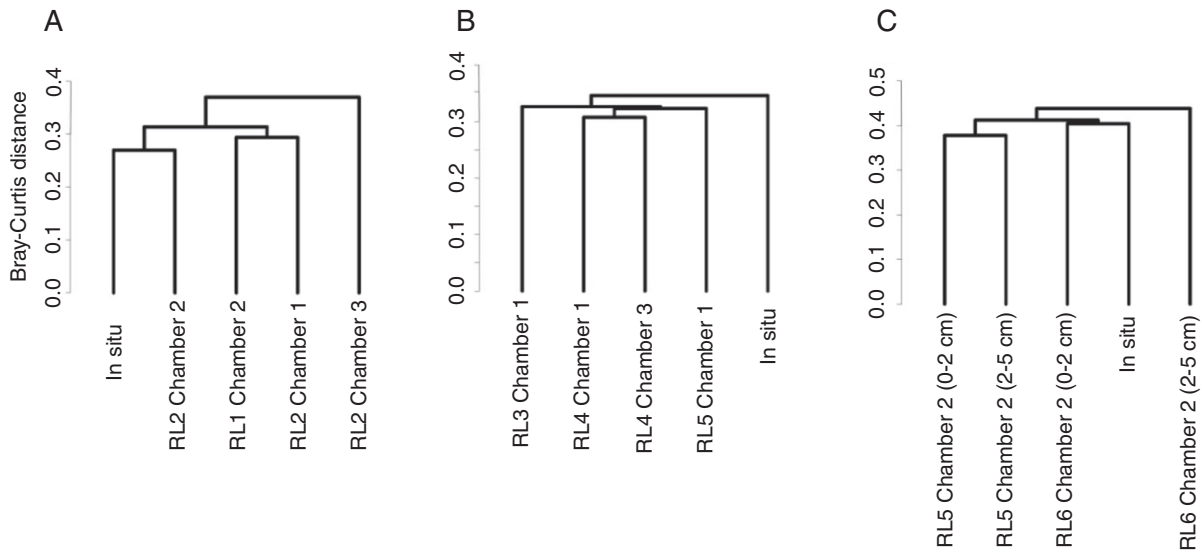 A
Bray-Curtis distance
0.4
0.3
0.2
0.1
0.0
In situ
RL2 Chamber 2
RL1 Chamber 2
RL2 Chamber 1
RL2 Chamber 3
B
0.4
0.3
0.2
0.1
0.0
RL3 Chamber 1
RL4 Chamber 1
RL4 Chamber 3
RL5 Chamber 1
In situ
C
0.5
0.4
0.3
0.2
0.1
0.0
RL5 Chamber 2 (0-2 cm)
RL5 Chamber 2 (2-5 cm)
RL6 Chamber 2 (0-2 cm)
In situ
RL6 Chamber 2 (2-5 cm)